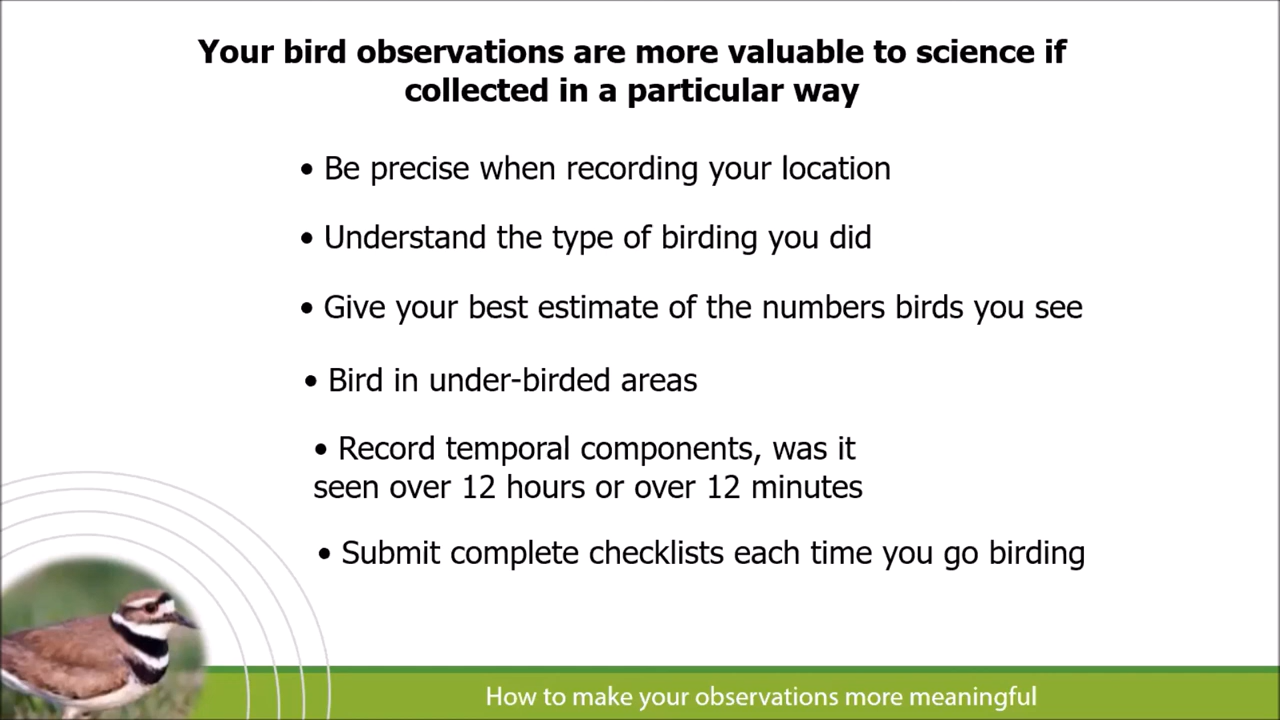 Your bird observations are more valuable to science if
collected in a particular way
• Be precise when recording your location
• Understand the type of birding you did
• Give your best estimate of the numbers birds you see
• Bird in under-birded areas
• Record temporal components, was it
seen over 12 hours or over 12 minutes
• Submit complete checklists each time you go birding
How to make your observations more meaningful